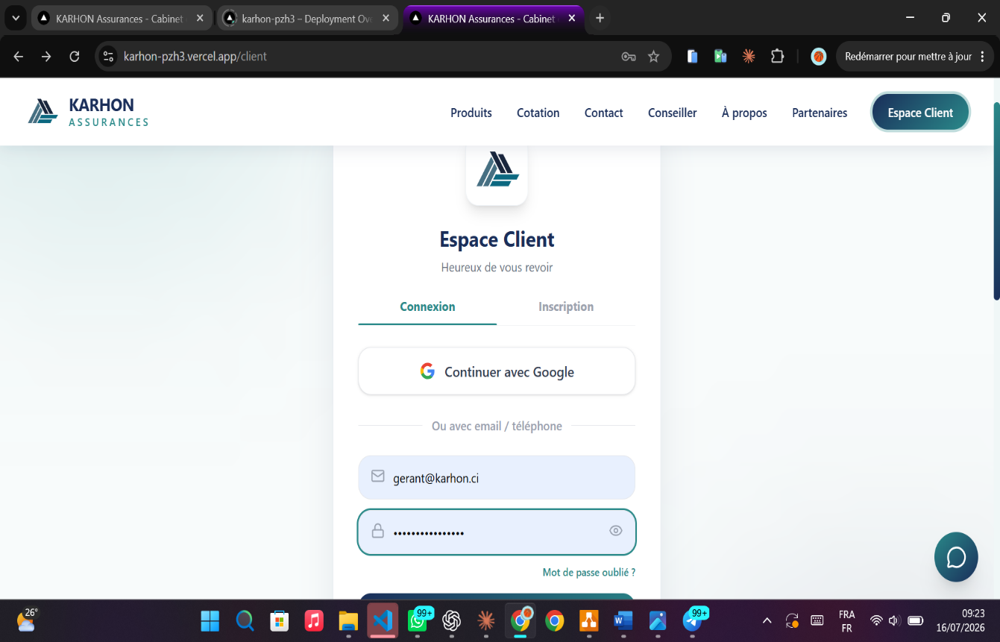 KARHON Assurances - Cabinet
karhon-pzh3 – Deployment Ove
KARHON Assurances - Cabinet
karhon-pzh3.vercel.app/client
Redémarrer pour mettre à jour
KARHON
ASSURANCES
Produits
Cotation
Contact
Conseiller
À propos
Partenaires
Espace Client
Espace Client
Heureux de vous revoir
Connexion
Inscription
Continuer avec Google
Ou avec email / téléphone
gerant@karhon.ci
Mot de passe oublié ?
26°
99+
99+
FRA
FR
09:23
16/07/2026